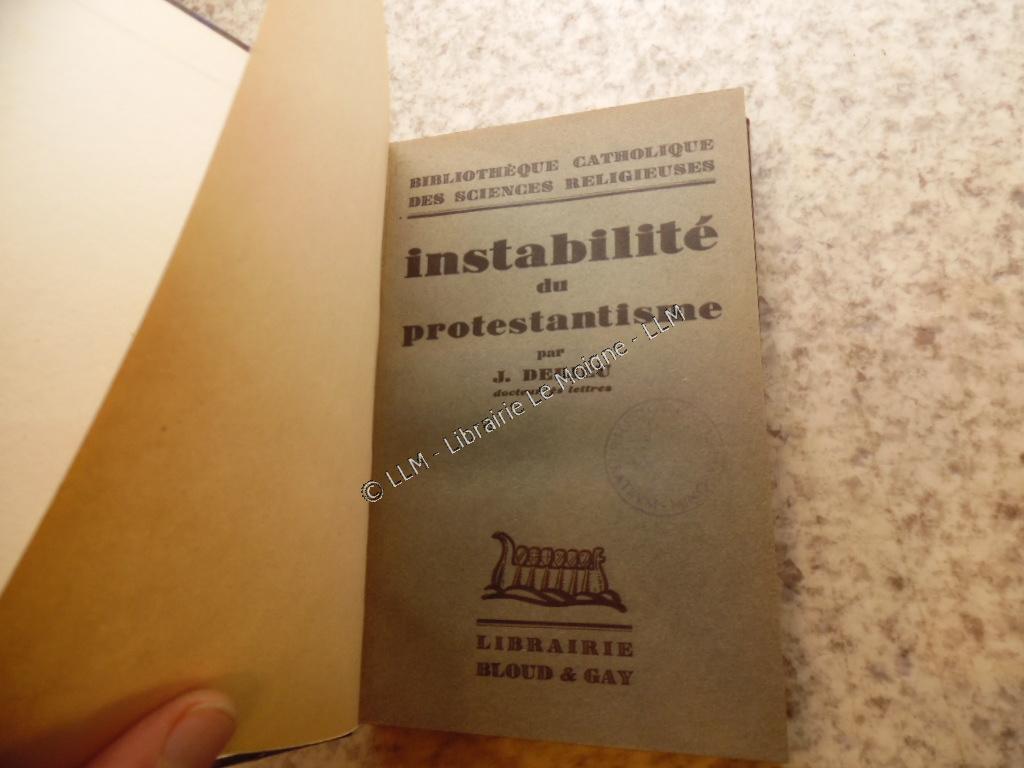 BIBLIOTHÈQUE CATHOLIQUE
DES SCIENCES RELIGIEUSES
instabilité
du
protestantisme
par
J.
lettres
© LLM - Librairie Le Moigne - LLM
LIBRAIRIE
BLOUD & GAY